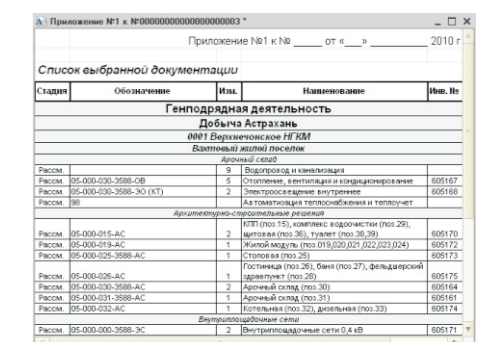 Приложение №1 к №00000000000000000003 *
Приложение №1 к № ______ от «___» __________ 2010 г
Список выбранной документации
Стадия Обозначение Изм. Наименование Инв. №
Генподрядная деятельность
Добыча Астрахань
0001 Верхнечонское НГКМ
Вахтовый жилой поселок
Арочный склад
Рассм. 9 Водопровод и канализация
Рассм. 05-000-030-3588-ОВ 5 Отопление, вентиляция и кондиционирование 605167
Рассм. 05-000-030-3588-ЭО (КТ) 2 Электроосвещение внутреннее 605168
Рассм. 98 Автоматизация теплоснабжения и теплоучет
Архитектурно-строительные решения
КПП (поз.15), комплекс водоочистки (поз.29),
Рассм. 05-000-015-АС 2 щитовая (поз.36), туалет (поз.38,39) 605170
Рассм. 05-000-019-АС 1 Жилой модуль (поз.019,020,021,022,023,024) 605172
Рассм. 05-000-025-3588-АС 1 Столовая (поз.25) 605173
Гостиница (поз.26), баня (поз.27), фельдшерский
Рассм. 05-000-026-АС 1 здравпункт (поз.28) 605175
Рассм. 05-000-030-3588-АС 2 Арочный склад (поз.30) 605164
Рассм. 05-000-031-3588-АС 1 Арочный склад (поз.31) 605161
Рассм. 05-000-032-АС 1 Котельная (поз.32), дизельная (поз.33) 605174
Внутриплощадочные сети
Рассм. 05-000-000-3588-ЭС 2 Внутриплощадочные сети 0,4 кВ 605171